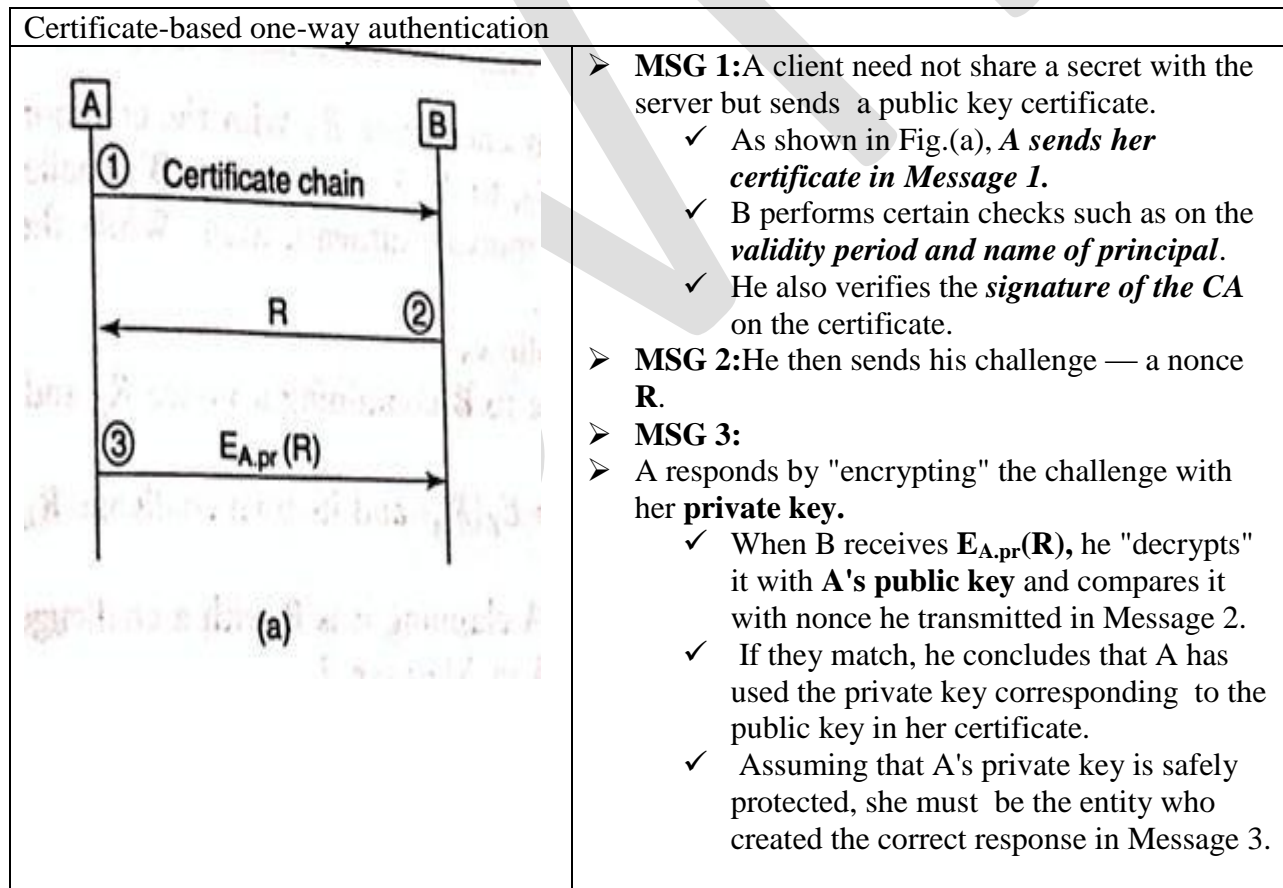 Certificate-based one-way authentication
A
B
① Certificate chain
R ②
③ E_A.pr (R)
(a)
➢ MSG 1:A client need not share a secret with the
server but sends a public key certificate.
✓ As shown in Fig.(a), A sends her
certificate in Message 1.
✓ B performs certain checks such as on the
validity period and name of principal.
✓ He also verifies the signature of the CA
on the certificate.
➢ MSG 2:He then sends his challenge — a nonce
R.
➢ MSG 3:
➢ A responds by "encrypting" the challenge with
her private key.
✓ When B receives E_A.pr(R), he "decrypts"
it with A's public key and compares it
with nonce he transmitted in Message 2.
✓ If they match, he concludes that A has
used the private key corresponding to the
public key in her certificate.
✓ Assuming that A's private key is safely
protected, she must be the entity who
created the correct response in Message 3.